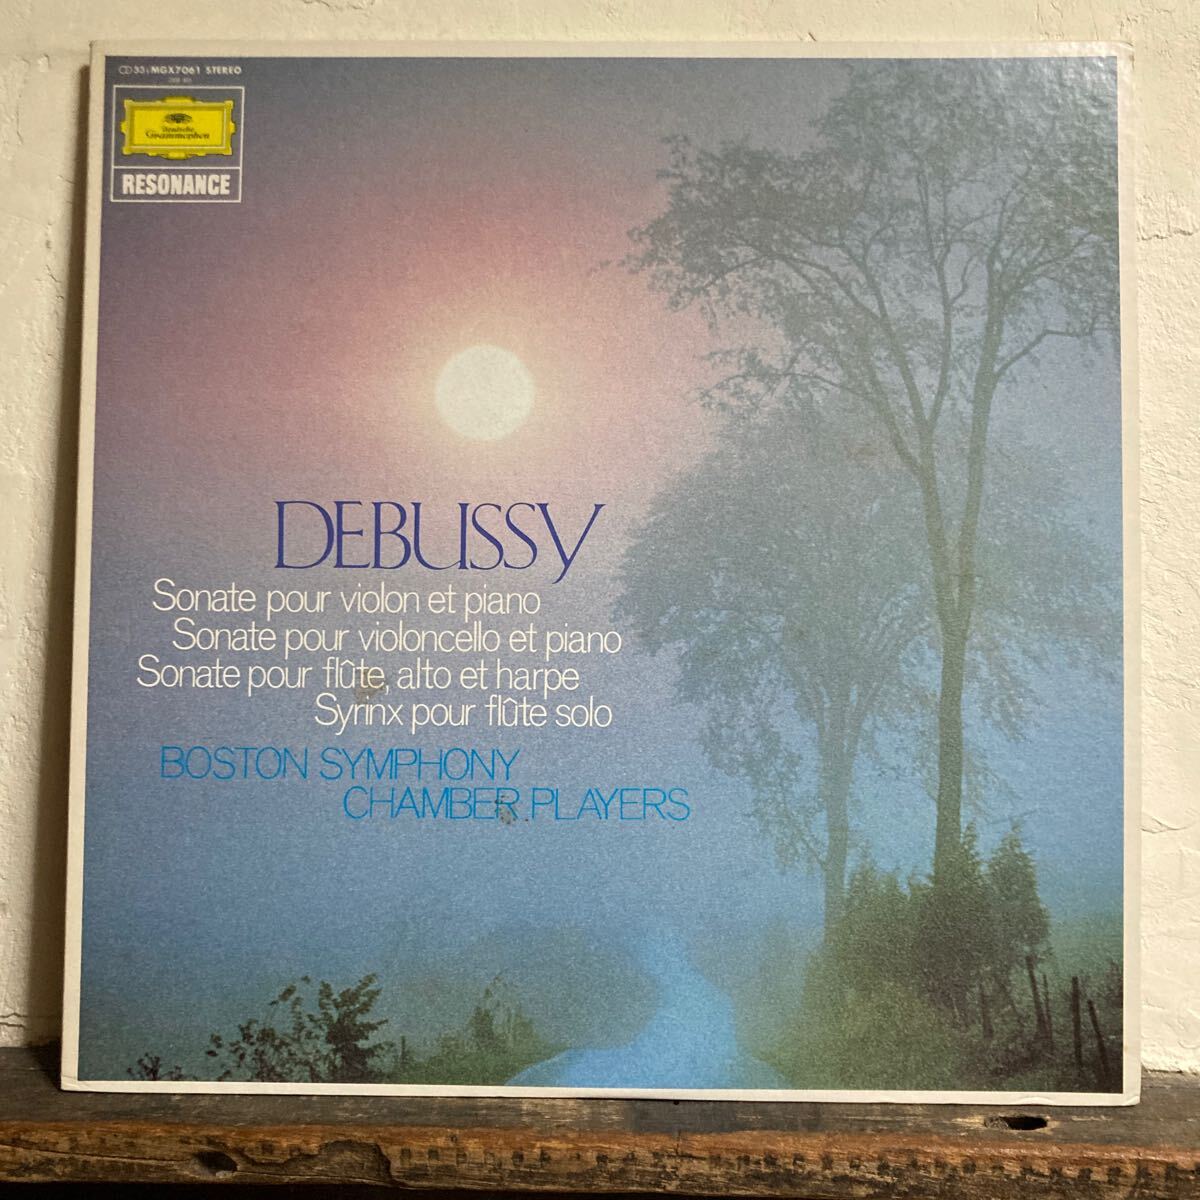 33⅓ MGX7061 STEREO
Deutsche
Grammophon
RESONANCE
DEBUSSY
Sonate pour violon et piano
Sonate pour violoncello et piano
Sonate pour flûte, alto et harpe
Syrinx pour flûte solo
BOSTON SYMPHONY
CHAMBER PLAYERS